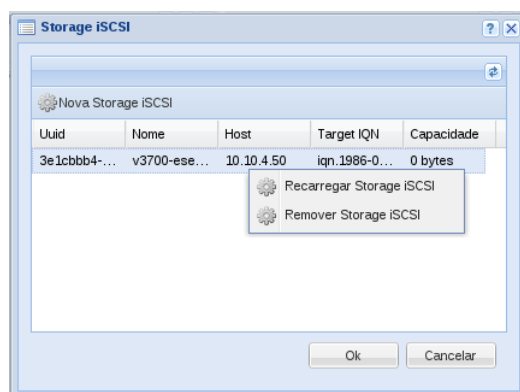 Storage iSCSI
Nova Storage iSCSI
Uuid Nome Host Target IQN Capacidade
3e1cbbb4-... v3700-ese... 10.10.4.50 iqn.1986-0... 0 bytes
Recarregar Storage iSCSI
Remover Storage iSCSI
Ok Cancelar